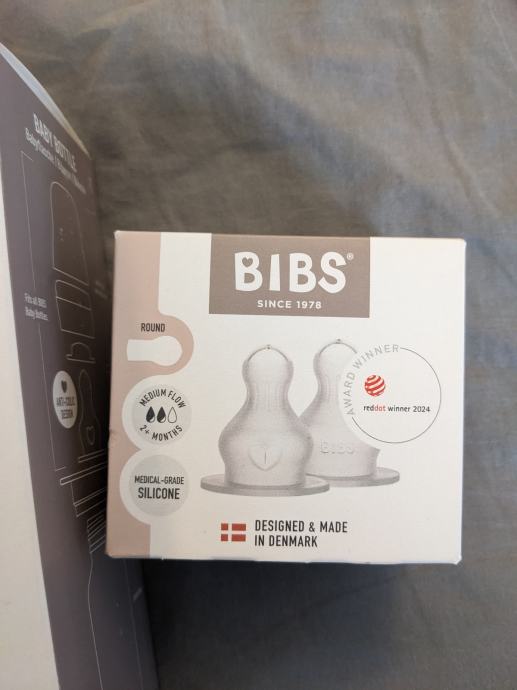 BABY BOTTLE
Fits all BIBS
Baby Bottles.
ANTI-COLIC
DESIGN
BIBS®
SINCE 1978
ROUND
MEDIUM FLOW
2+ MONTHS
MEDICAL-GRADE
SILICONE
BIBS
AWARD WINNER
reddot winner 2024
DESIGNED & MADE
IN DENMARK